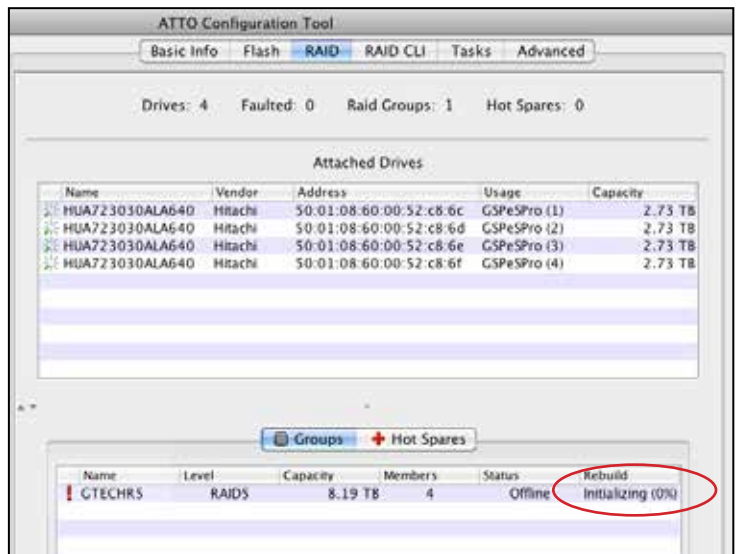 ATTO Configuration Tool
Basic Info Flash RAID RAID CLI Tasks Advanced
Drives: 4 Faulted: 0 Raid Groups: 1 Hot Spares: 0
Attached Drives
Name Vendor Address Usage Capacity
HUA723030ALA640 Hitachi 50:01:08:60:00:52:c8:6c GSPeSPro (1) 2.73 TB
HUA723030ALA640 Hitachi 50:01:08:60:00:52:c8:6d GSPeSPro (2) 2.73 TB
HUA723030ALA640 Hitachi 50:01:08:60:00:52:c8:6e GSPeSPro (3) 2.73 TB
HUA723030ALA640 Hitachi 50:01:08:60:00:52:c8:6f GSPeSPro (4) 2.73 TB
Groups Hot Spares
Name Level Capacity Members Status Rebuild
GTECHR5 RAID5 8.19 TB 4 Offline Initializing (0%)